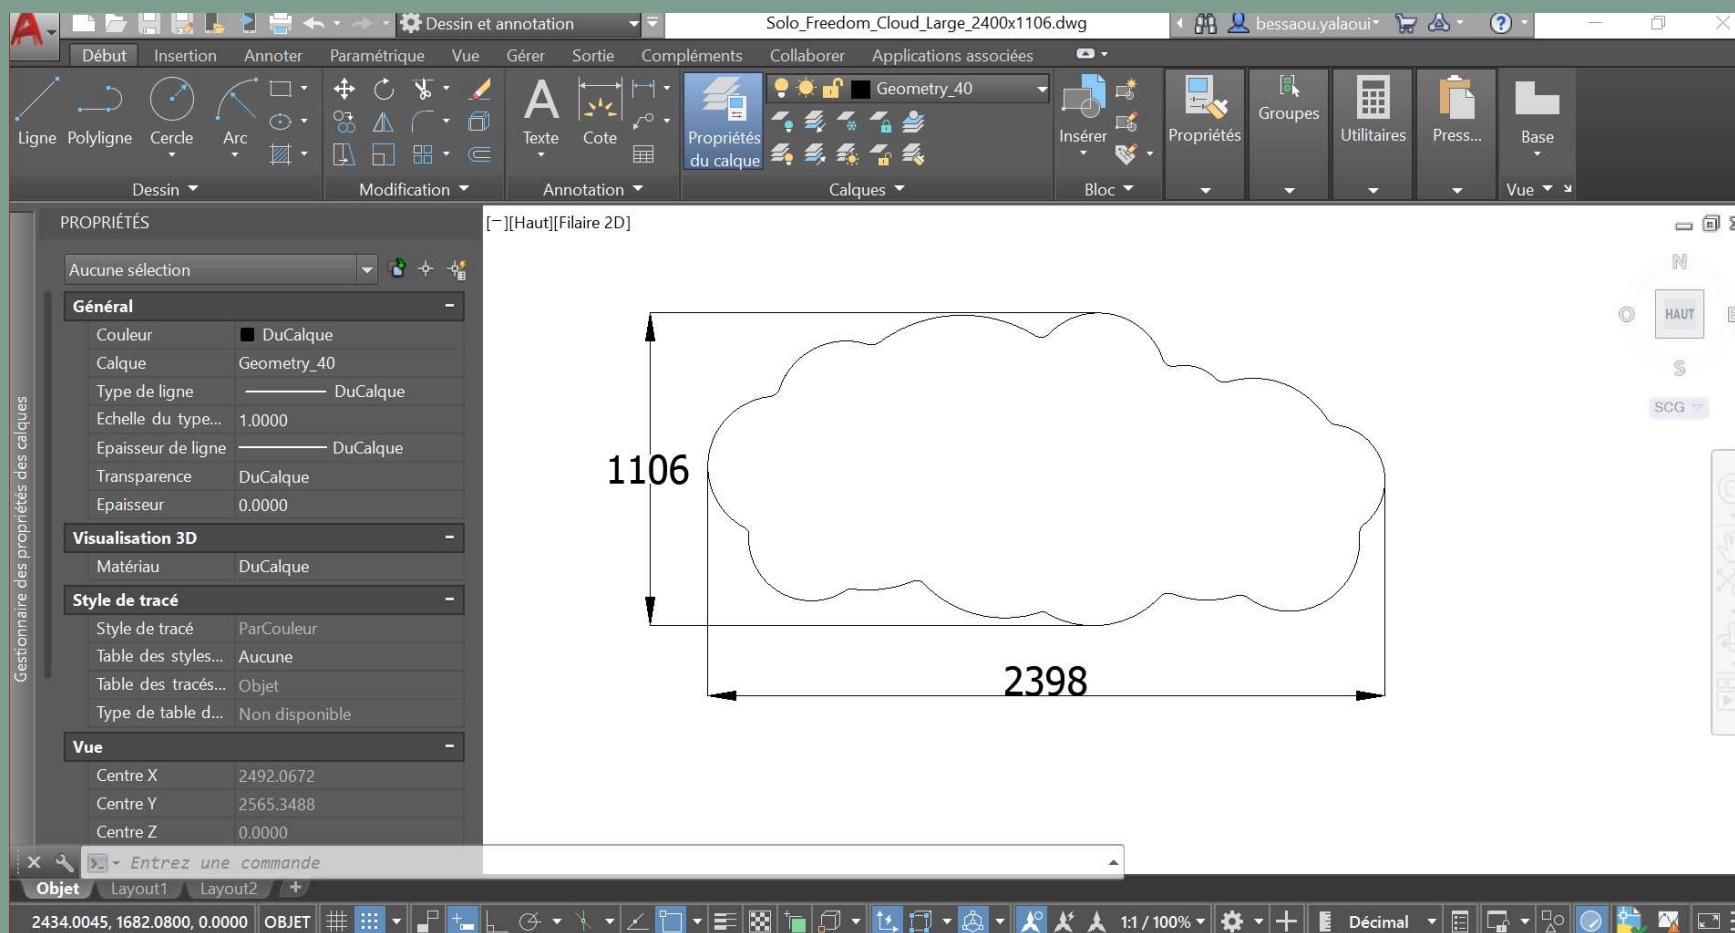 Dessin et annotation
Solo_Freedom_Cloud_Large_2400x1106.dwg
bessaou.yalaoui
Début Insertion Annoter Paramétrique Vue Gérer Sortie Compléments Collaborer Applications associées
Geometry_40
Ligne Polyligne Cercle Arc
Texte Cote
Propriétés du calque
Insérer
Propriétés
Groupes
Utilitaires
Press...
Base
Dessin Modification Annotation Calques Bloc Vue
PROPRIÉTÉS
[−][Haut][Filaire 2D]
Aucune sélection
Général
Couleur DuCalque
Calque Geometry_40
Type de ligne DuCalque
Echelle du type... 1.0000
Epaisseur de ligne DuCalque
Transparence DuCalque
Epaisseur 0.0000
Visualisation 3D
Matériau DuCalque
Style de tracé
Style de tracé ParCouleur
Table des styles... Aucune
Table des tracés... Objet
Type de table d... Non disponible
Vue
Centre X 2492.0672
Centre Y 2565.3488
Centre Z 0.0000
Gestionnaire des propriétés des calques
1106
2398
N
O HAUT E
S
SCG
Entrez une commande
Objet Layout1 Layout2 +
2434.0045, 1682.0800, 0.0000 OBJET 1:1 / 100% Décimal